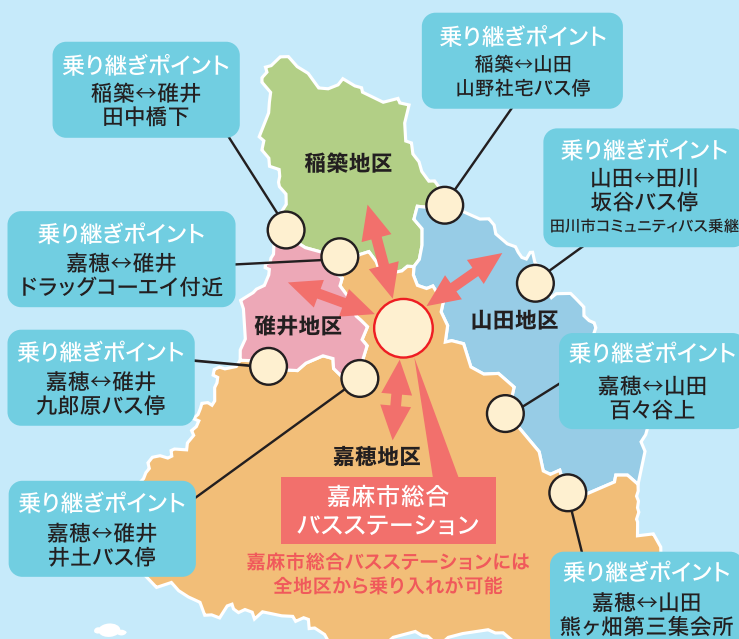 乗り継ぎポイント
稲築↔碓井
田中橋下
乗り継ぎポイント
稲築↔山田
山野社宅バス停
乗り継ぎポイント
山田↔田川
坂谷バス停
田川市コミュニティバス乗継
稲築地区
乗り継ぎポイント
嘉穂↔碓井
ドラッグコーエイ付近
碓井地区
山田地区
乗り継ぎポイント
嘉穂↔碓井
九郎原バス停
乗り継ぎポイント
嘉穂↔山田
百々谷上
嘉穂地区
乗り継ぎポイント
嘉穂↔碓井
井土バス停
嘉麻市総合
バスステーション
嘉麻市総合バスステーションには
全地区から乗り入れが可能
乗り継ぎポイント
嘉穂↔山田
熊ヶ畑第三集会所